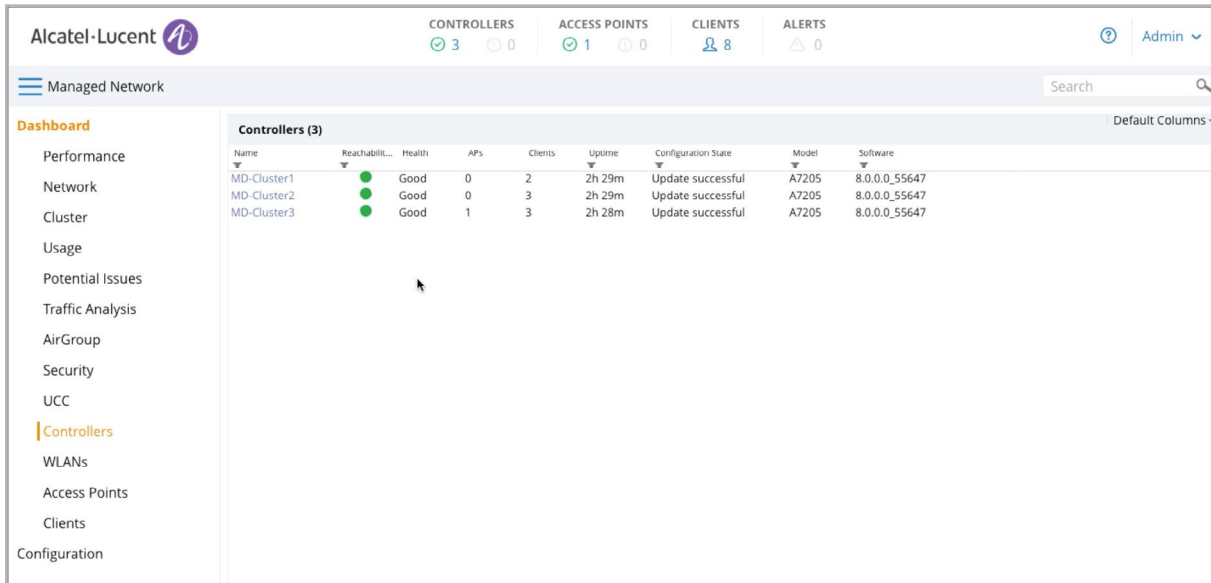 Alcatel·Lucent
CONTROLLERS ACCESS POINTS CLIENTS ALERTS
3 0 1 0 8 0
Admin
Managed Network
Search
Dashboard
Performance
Network
Cluster
Usage
Potential Issues
Traffic Analysis
AirGroup
Security
UCC
Controllers
WLANs
Access Points
Clients
Configuration
Controllers (3)
Default Columns
Name Reachabilit... Health APs Clients Uptime Configuration State Model Software
MD-Cluster1 Good 0 2 2h 29m Update successful A7205 8.0.0.0_55647
MD-Cluster2 Good 0 3 2h 29m Update successful A7205 8.0.0.0_55647
MD-Cluster3 Good 1 3 2h 28m Update successful A7205 8.0.0.0_55647